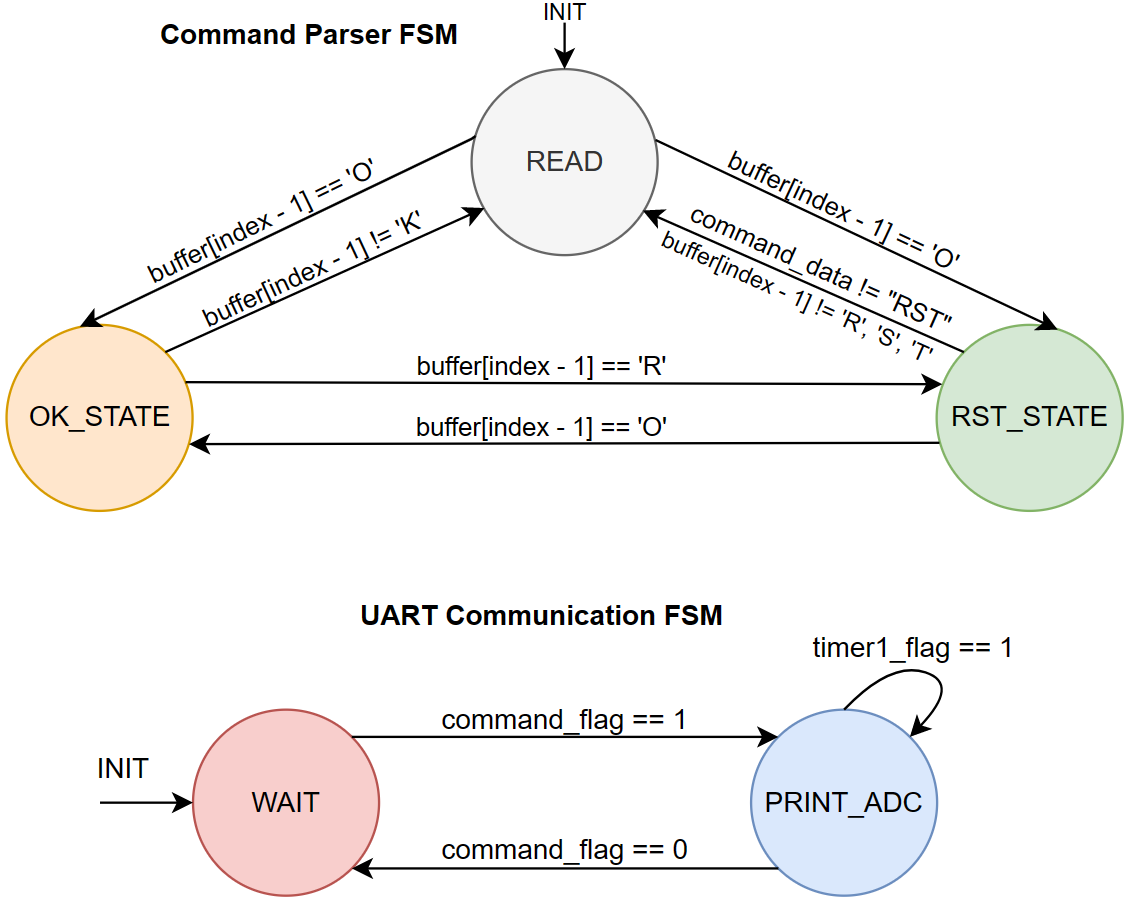 INIT
Command Parser FSM
READ
buffer[index - 1] == 'O'
buffer[index - 1] != 'K'
buffer[index - 1] == 'O'
command_data != "RST"
buffer[index - 1] != 'R', 'S', 'T'
buffer[index - 1] == 'R'
OK_STATE
RST_STATE
buffer[index - 1] == 'O'
UART Communication FSM
timer1_flag == 1
command_flag == 1
INIT
WAIT
PRINT_ADC
command_flag == 0